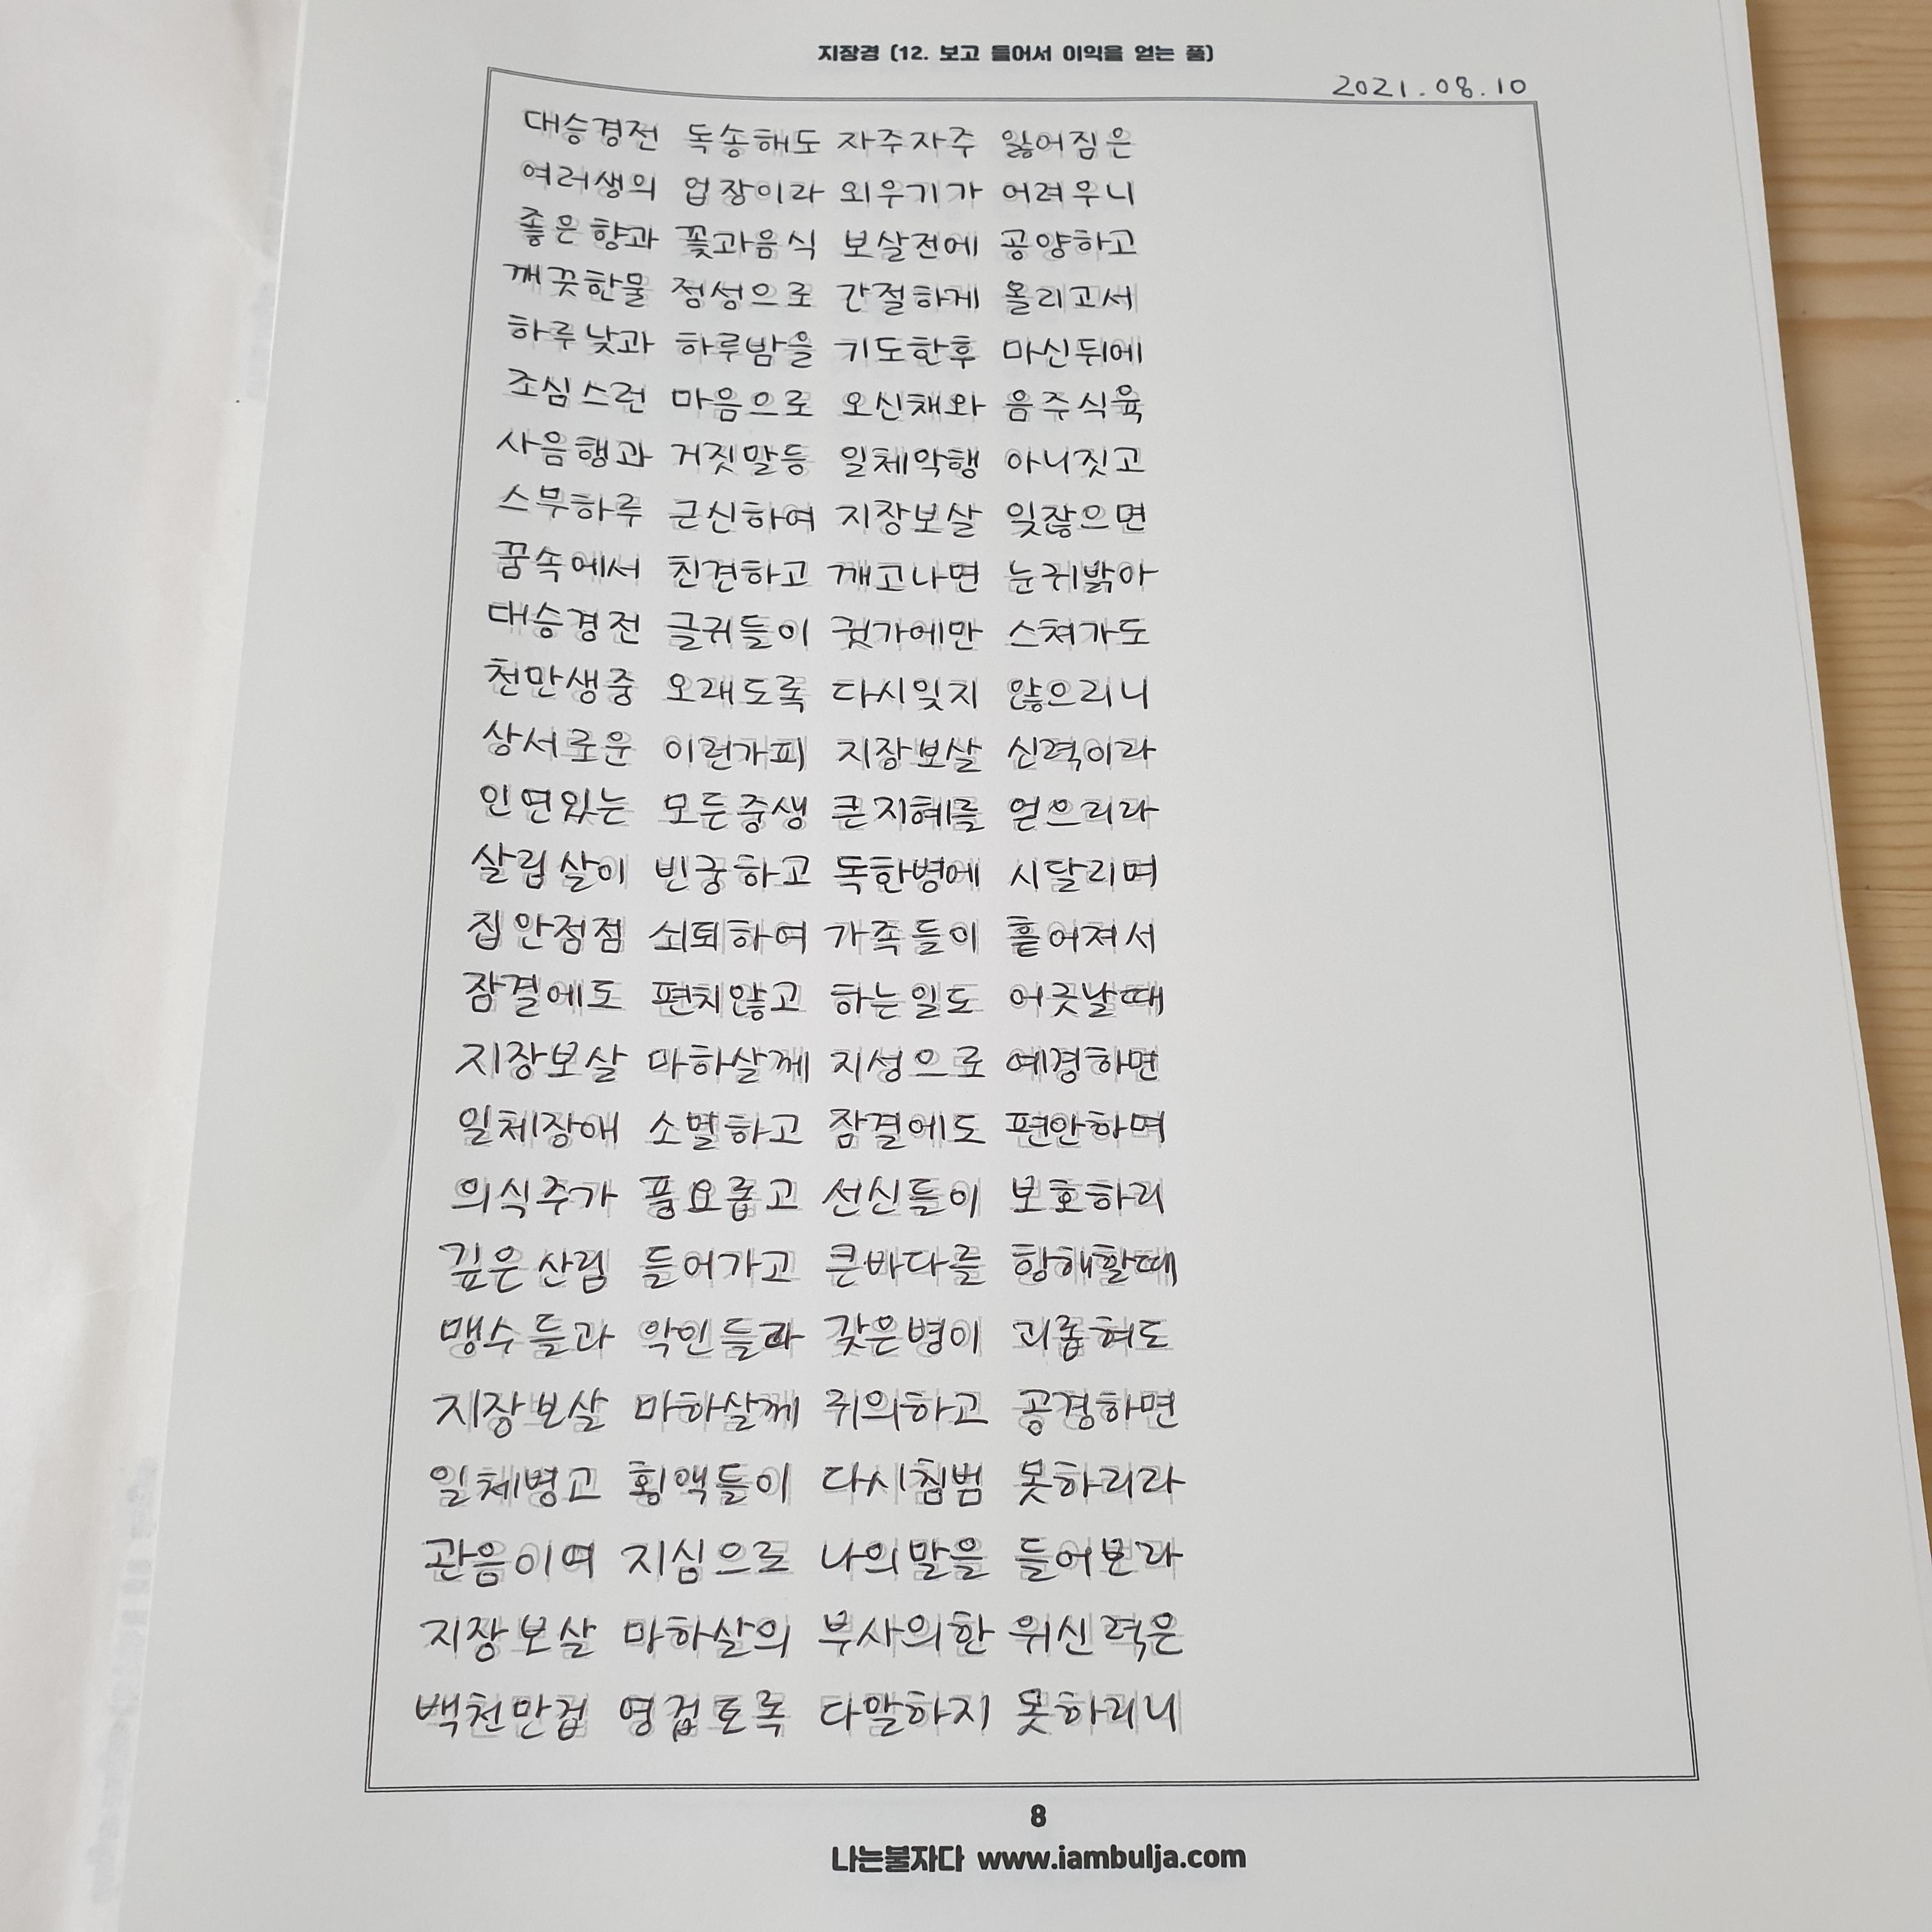 지장경 (12. 보고 들어서 이익을 얻는 품)
2021.08.10
대승경전 독송해도 자주자주 잃어짐은
여러생의 업장이라 외우기가 어려우니
좋은향과 꽃과음식 보살전에 공양하고
깨끗한물 정성으로 간절하게 올리고서
하루낮과 하루밤을 기도한후 마신뒤에
조심스런 마음으로 오신채와 음주식육
사음행과 거짓말등 일체악행 아니짓고
스무하루 근신하여 지장보살 잊잖으면
꿈속에서 친견하고 깨고나면 눈귀밝아
대승경전 글귀들이 귓가에만 스쳐가도
천만생중 오래도록 다시잊지 않으리니
상서로운 이런가피 지장보살 신력이라
인연있는 모든중생 큰지혜를 얻으리라
살림살이 빈궁하고 독한병에 시달리며
집안점점 쇠퇴하여 가족들이 흩어져서
잠결에도 편치않고 하는일도 어긋날때
지장보살 마하살께 지성으로 예경하면
일체장애 소멸하고 잠결에도 편안하며
의식주가 풍요롭고 선신들이 보호하리
깊은산림 들어가고 큰바다를 항해할때
맹수들과 악인들과 갖은병이 괴롭혀도
지장보살 마하살께 귀의하고 공경하면
일체병고 횡액들이 다시침범 못하리라
관음이여 지심으로 나의말을 들어보라
지장보살 마하살의 부사의한 위신력은
백천만겁 영겁토록 다말하지 못하리니
8
나는불자다 www.iambulja.com